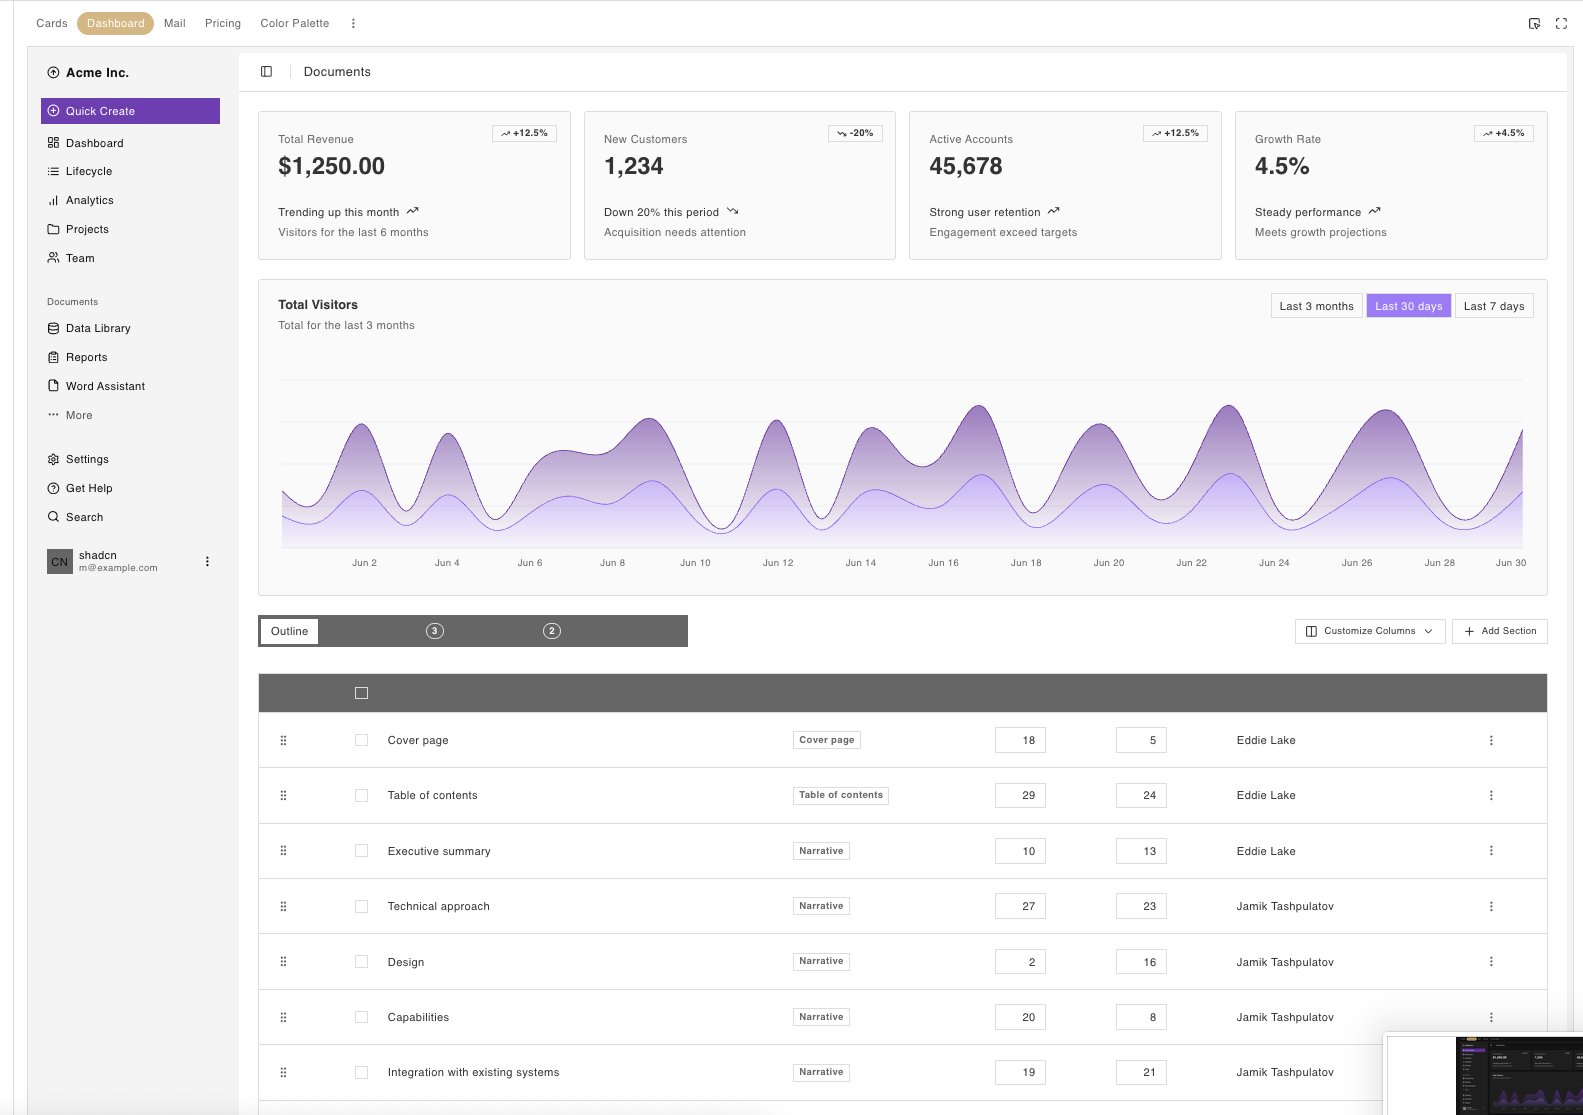 Cards Dashboard Mail Pricing Color Palette
Acme Inc.
Quick Create
Dashboard
Lifecycle
Analytics
Projects
Team
Documents
Data Library
Reports
Word Assistant
More
Settings
Get Help
Search
CN
shadcn
m@example.com
Documents
Total Revenue
+12.5%
$1,250.00
Trending up this month
Visitors for the last 6 months
New Customers
-20%
1,234
Down 20% this period
Acquisition needs attention
Active Accounts
+12.5%
45,678
Strong user retention
Engagement exceed targets
Growth Rate
+4.5%
4.5%
Steady performance
Meets growth projections
Total Visitors
Total for the last 3 months
Last 3 months Last 30 days Last 7 days
Jun 2 Jun 4 Jun 6 Jun 8 Jun 10 Jun 12 Jun 14 Jun 16 Jun 18 Jun 20 Jun 22 Jun 24 Jun 26 Jun 28 Jun 30
Outline 3 2
Customize Columns Add Section
Cover page Cover page 18 5 Eddie Lake
Table of contents Table of contents 29 24 Eddie Lake
Executive summary Narrative 10 13 Eddie Lake
Technical approach Narrative 27 23 Jamik Tashpulatov
Design Narrative 2 16 Jamik Tashpulatov
Capabilities Narrative 20 8 Jamik Tashpulatov
Integration with existing systems Narrative 19 21 Jamik Tashpulatov